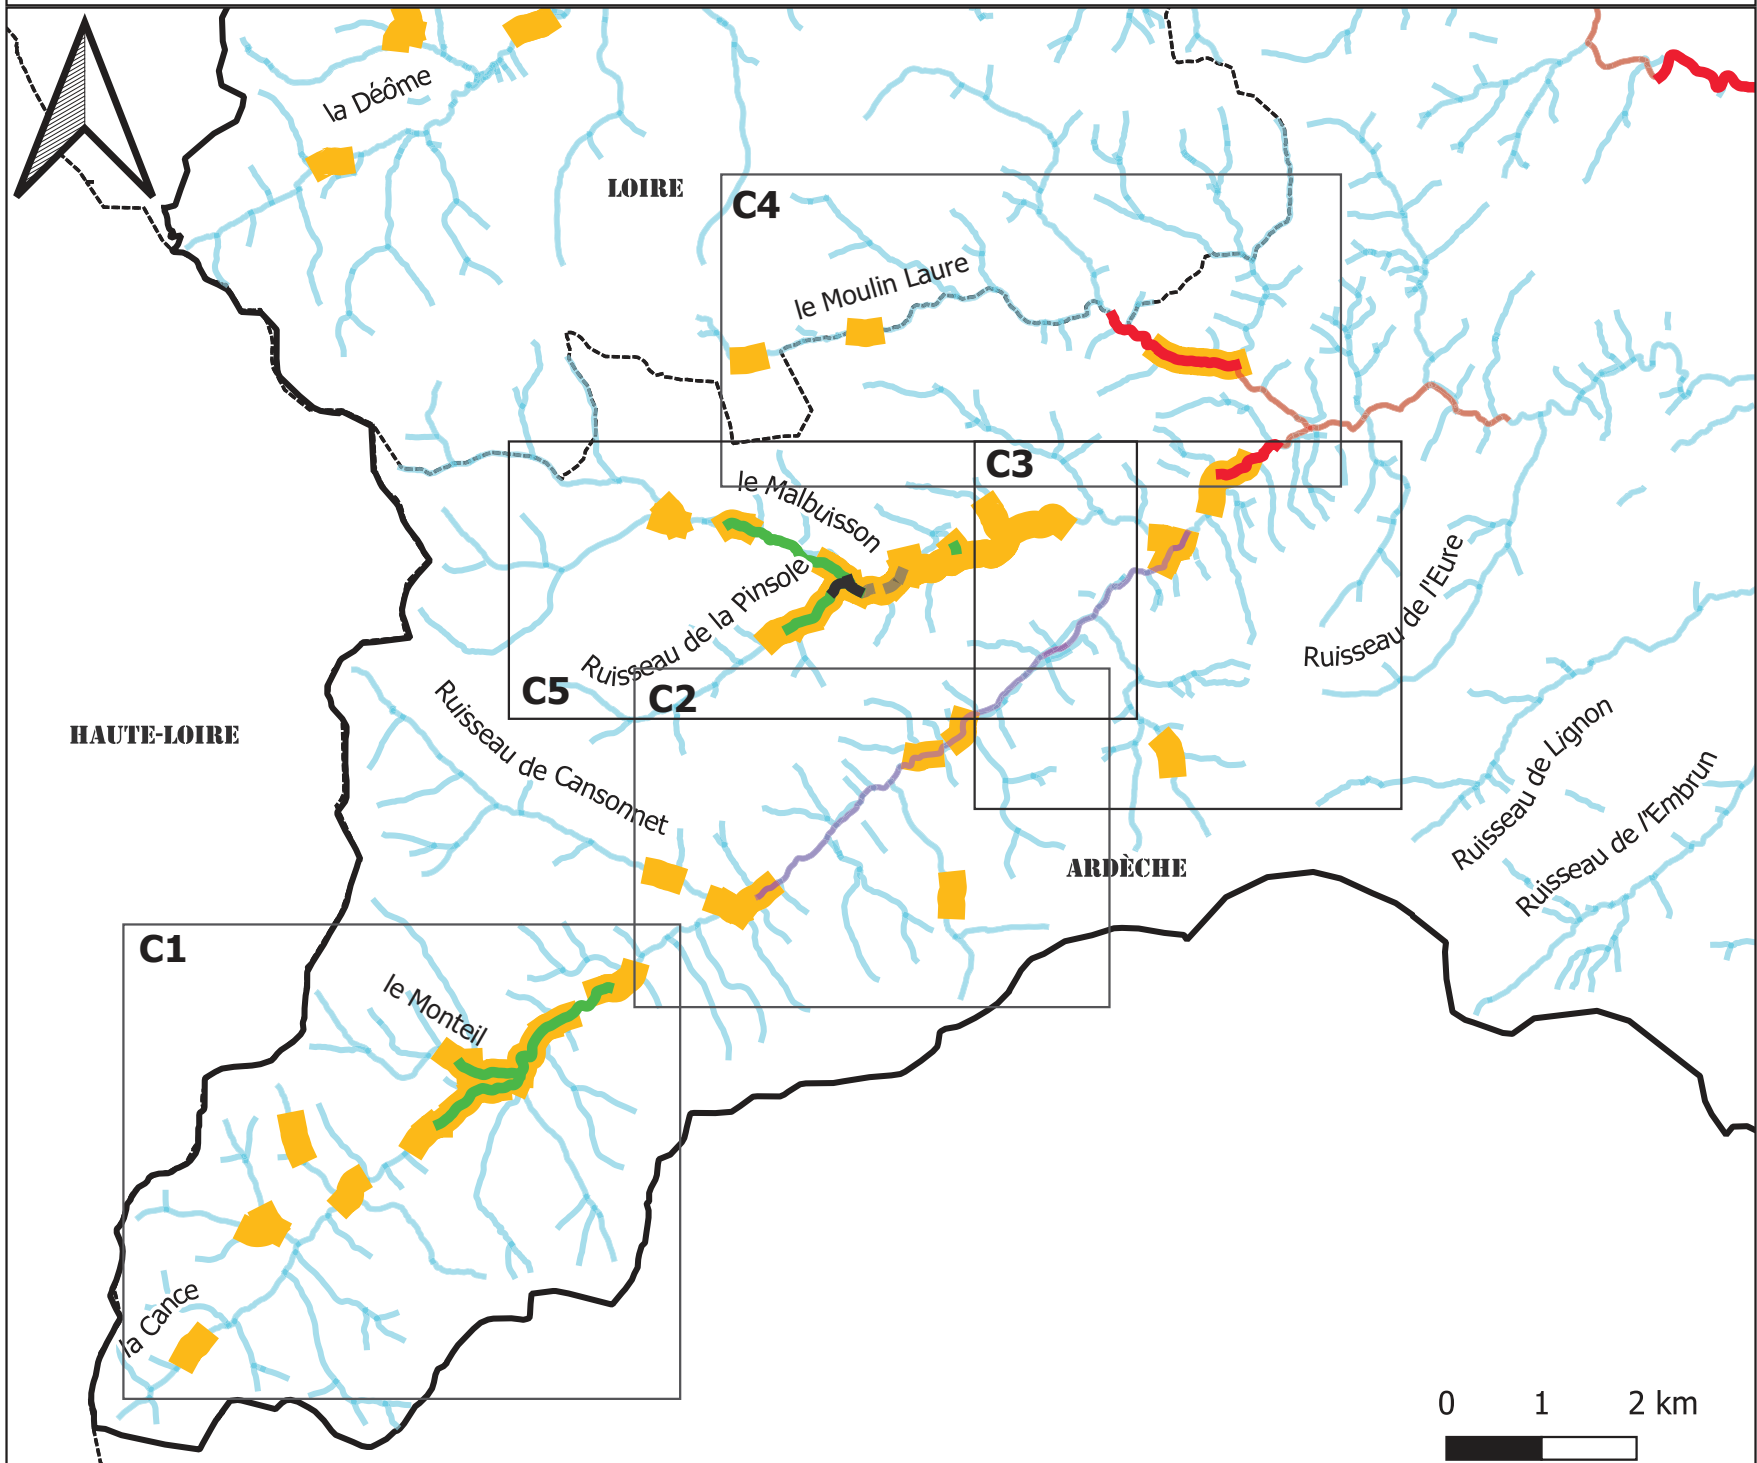 la Déôme
LOIRE
C4
le Moulin Laure
C3
le Malbuisson
Ruisseau de la Pinsole
Ruisseau de l'Eure
C5
C2
Ruisseau de Cansonnet
HAUTE-LOIRE
Ruisseau de Lignon
Ruisseau de l'Embrun
ARDÈCHE
C1
le Monteil
la Cance
0 1 2 km